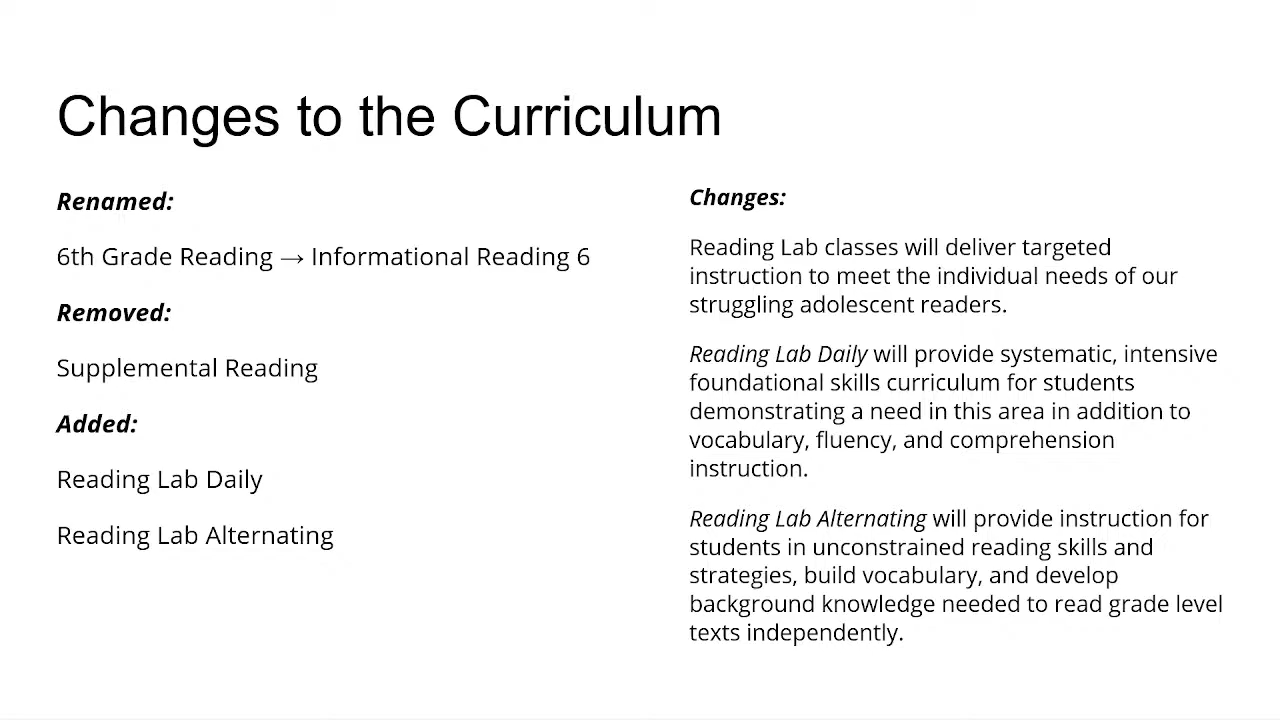 Changes to the Curriculum
Renamed:
6th Grade Reading → Informational Reading 6
Removed:
Supplemental Reading
Added:
Reading Lab Daily
Reading Lab Alternating
Changes:
Reading Lab classes will deliver targeted
instruction to meet the individual needs of our
struggling adolescent readers.
Reading Lab Daily will provide systematic, intensive
foundational skills curriculum for students
demonstrating a need in this area in addition to
vocabulary, fluency, and comprehension
instruction.
Reading Lab Alternating will provide instruction for
students in unconstrained reading skills and
strategies, build vocabulary, and develop
background knowledge needed to read grade level
texts independently.